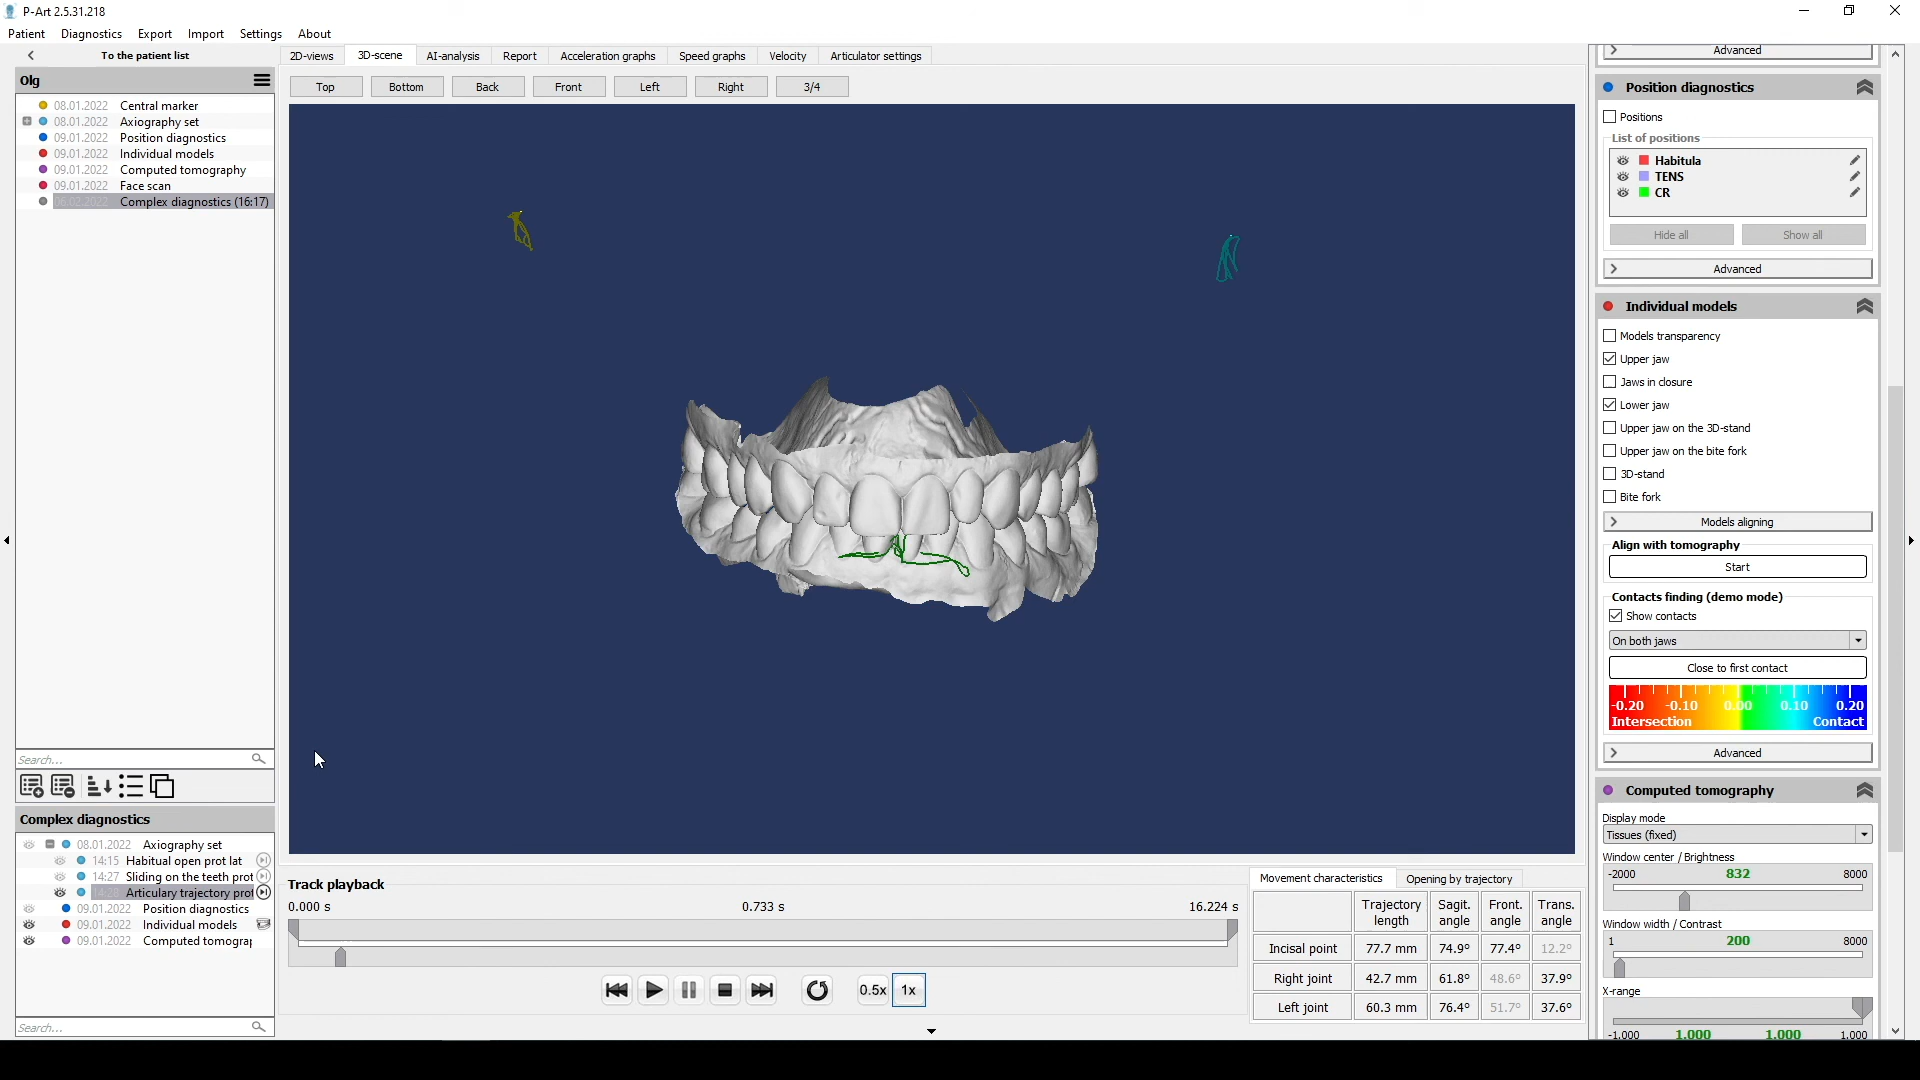 P-Art 2.5.31.218
Patient Diagnostics Export Import Settings About
To the patient list
Olg
08.01.2022 Central marker
08.01.2022 Axiography set
09.01.2022 Position diagnostics
09.01.2022 Individual models
09.01.2022 Computed tomography
09.01.2022 Face scan
06.02.2022 Complex diagnostics (16:17)
Search...
Complex diagnostics
08.01.2022 Axiography set
14:15 Habitual open prot lat
14:27 Sliding on the teeth prot
14:28 Articulary trajectory prot
09.01.2022 Position diagnostics
09.01.2022 Individual models
09.01.2022 Computed tomograp
Search...
2D-views 3D-scene AI-analysis Report Acceleration graphs Speed graphs Velocity Articulator settings
Top Bottom Back Front Left Right 3/4
Track playback
0.000 s 0.733 s 16.224 s
0.5x 1x
Movement characteristics Opening by trajectory
Trajectory length Sagit. angle Front. angle Trans. angle
Incisal point 77.7 mm 74.9° 77.4° 12.2°
Right joint 42.7 mm 61.8° 48.6° 37.9°
Left joint 60.3 mm 76.4° 51.7° 37.6°
Advanced
Position diagnostics
Positions
List of positions
Habitula
TENS
CR
Hide all Show all
Advanced
Individual models
Models transparency
Upper jaw
Jaws in closure
Lower jaw
Upper jaw on the 3D-stand
Upper jaw on the bite fork
3D-stand
Bite fork
Models aligning
Align with tomography
Start
Contacts finding (demo mode)
Show contacts
On both jaws
Close to first contact
-0.20 -0.10 0.00 0.10 0.20
Intersection Contact
Advanced
Computed tomography
Display mode
Tissues (fixed)
Window center / Brightness
-2000 832 8000
Window width / Contrast
1 200 8000
X-range
-1.000 1.000 1.000 1.000